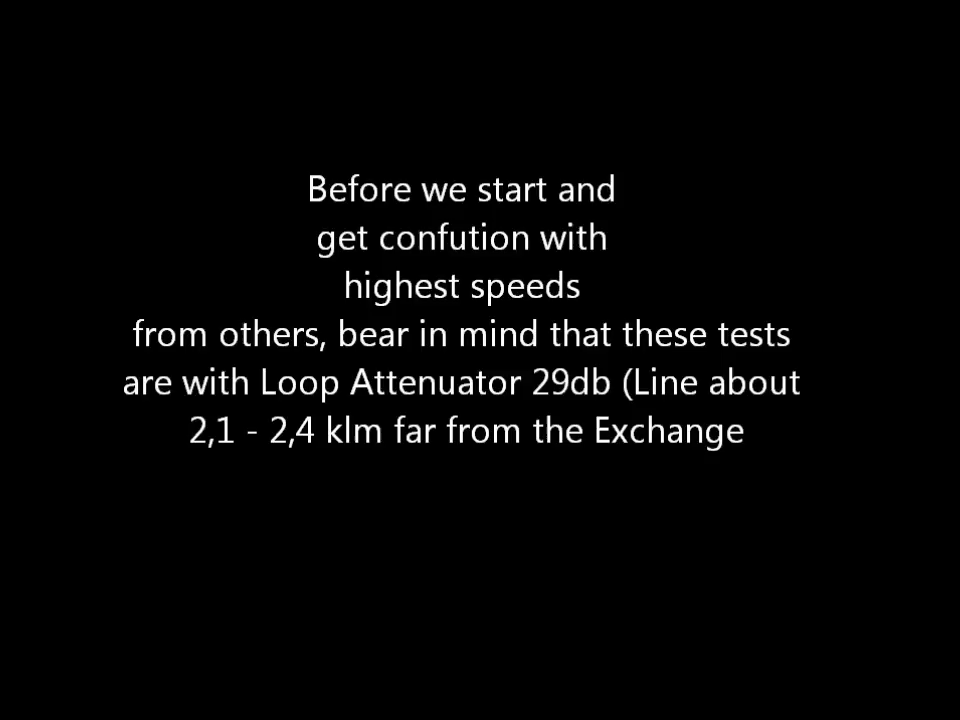 Before we start and
get confution with
highest speeds
from others, bear in mind that these tests
are with Loop Attenuator 29db (Line about
2,1 - 2,4 klm far from the Exchange